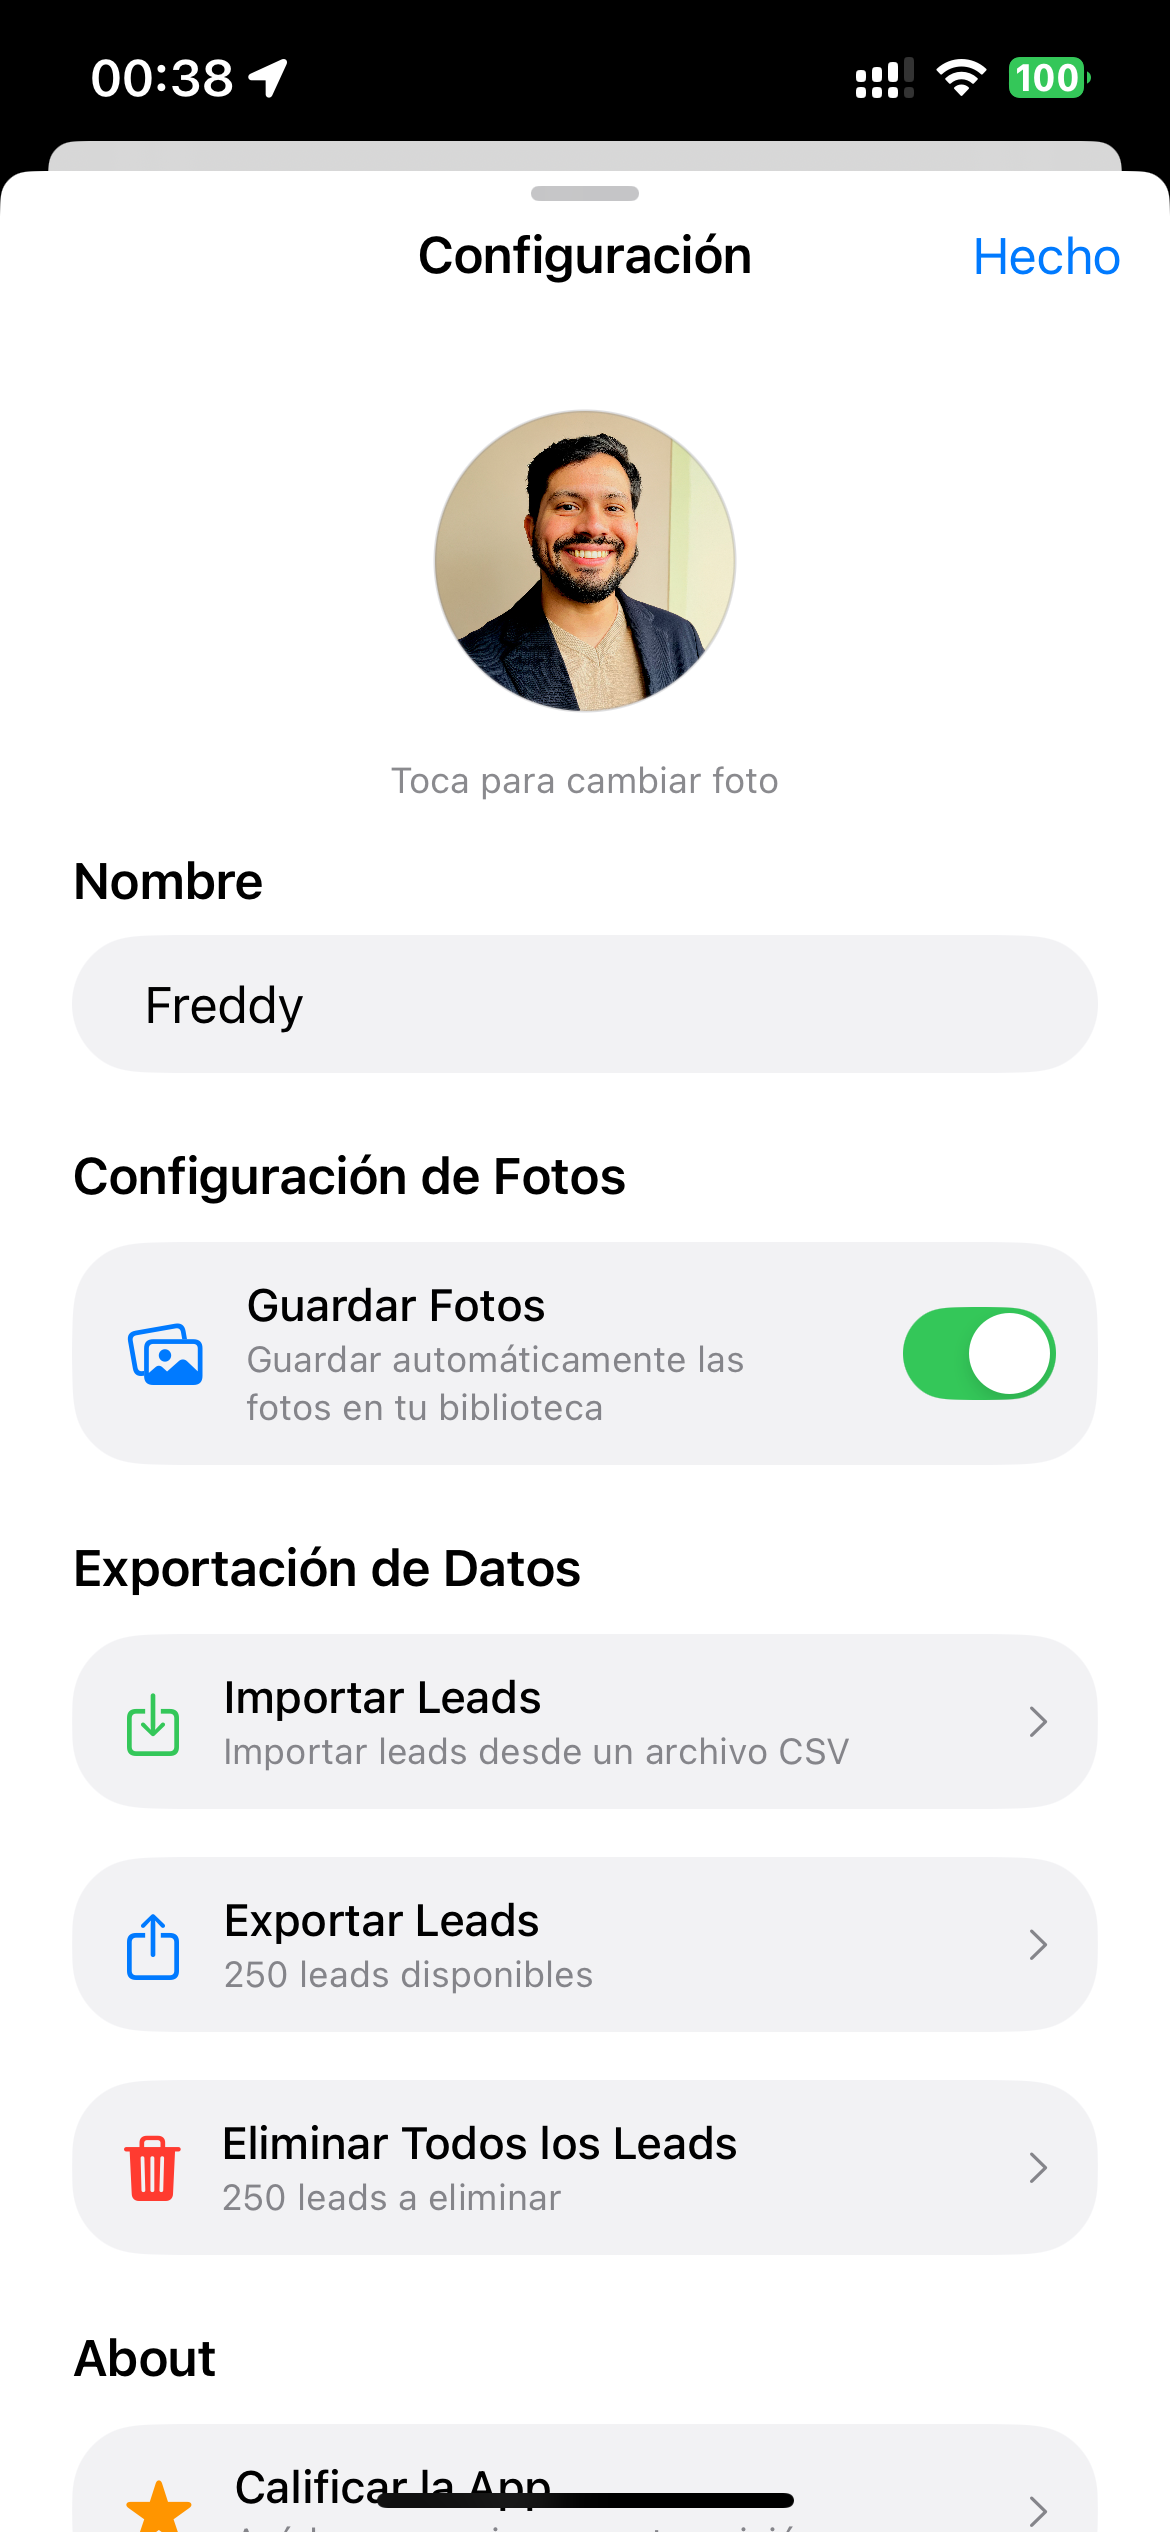 00:38
100
Configuración
Hecho
Toca para cambiar foto
Nombre
Freddy
Configuración de Fotos
Guardar Fotos
Guardar automáticamente las
fotos en tu biblioteca
Exportación de Datos
Importar Leads
Importar leads desde un archivo CSV
Exportar Leads
250 leads disponibles
Eliminar Todos los Leads
250 leads a eliminar
About
Calificar la App